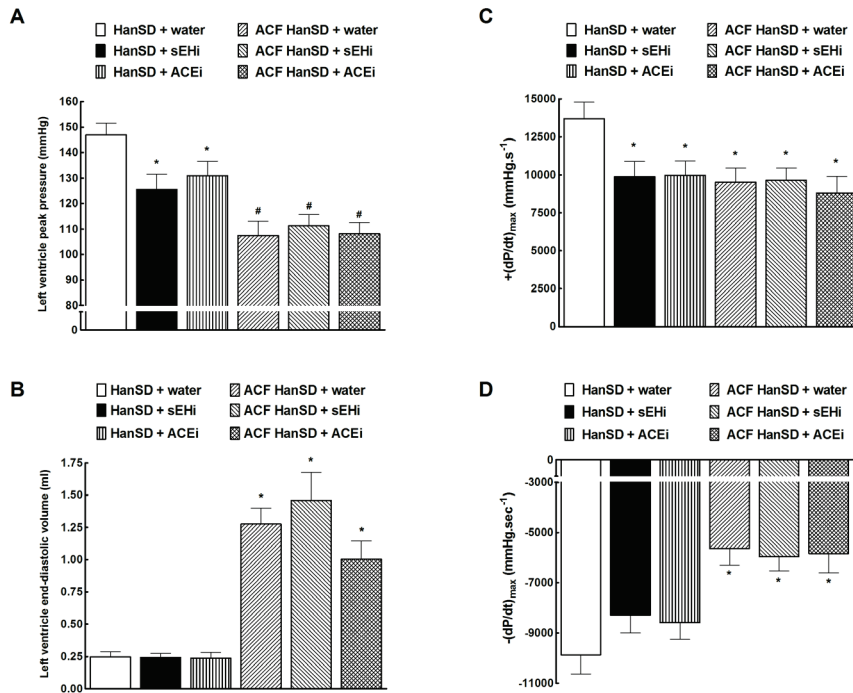 A
HanSD + water
ACF HanSD + water
HanSD + sEHi
ACF HanSD + sEHi
HanSD + ACEi
ACF HanSD + ACEi
Left ventricle peak pressure (mmHg)
160
150
140
130
120
110
100
90
80
0
* * # # #
B
HanSD + water
ACF HanSD + water
HanSD + sEHi
ACF HanSD + sEHi
HanSD + ACEi
ACF HanSD + ACEi
Left ventricle end-diastolic volume (ml)
1.75
1.50
1.25
1.00
0.75
0.50
0.25
0.00
* * *
C
HanSD + water
ACF HanSD + water
HanSD + sEHi
ACF HanSD + sEHi
HanSD + ACEi
ACF HanSD + ACEi
+(dP/dt)max (mmHg.s-1)
15000
12500
10000
7500
5000
2500
0
* * * * *
D
HanSD + water
ACF HanSD + water
HanSD + sEHi
ACF HanSD + sEHi
HanSD + ACEi
ACF HanSD + ACEi
-(dP/dt)max (mmHg.sec-1)
0
-3000
-5000
-7000
-9000
-11000
* * *